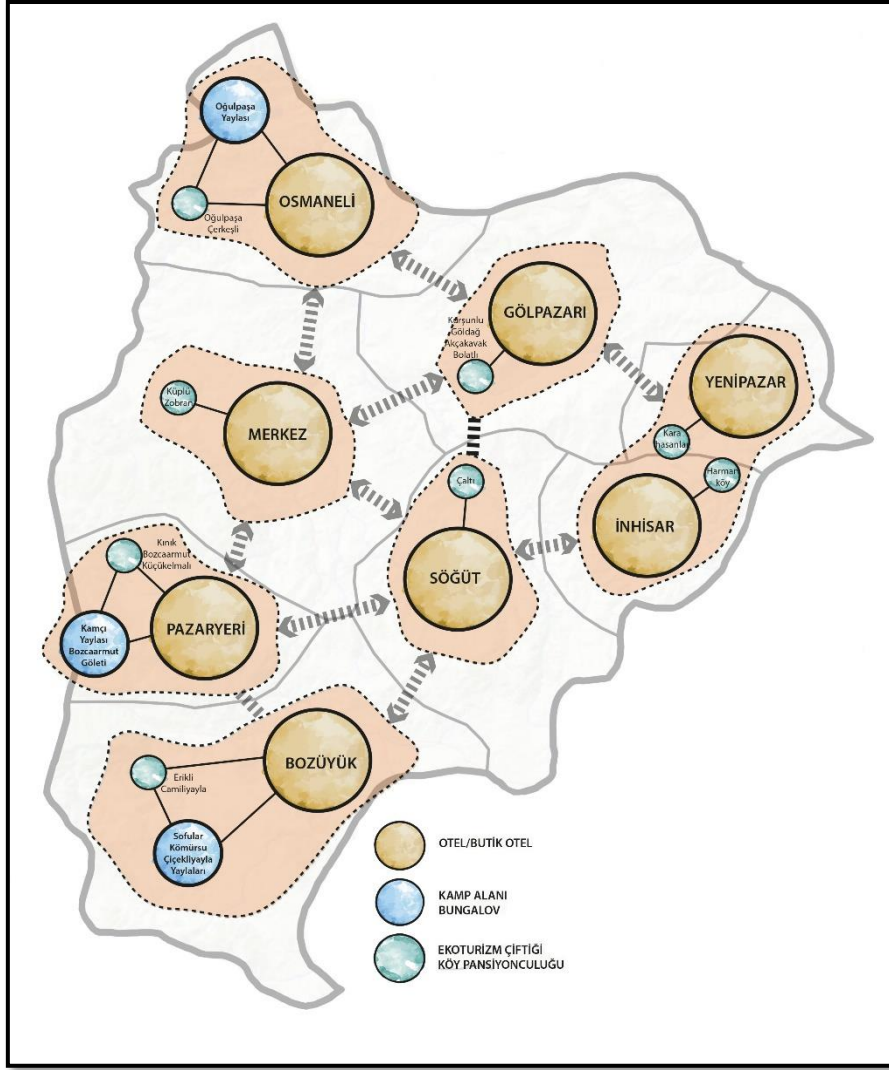 Oğulpaşa
Yaylası
OSMANELİ
Oğulpaşa
Çerkeşli
GÖLPAZARI
Kurşunlu
Göldağ
Akçakavak
Bolatlı
YENİPAZAR
Kara
hasanlar
Harman
köy
İNHİSAR
Küplü
Zobran
MERKEZ
Çaltı
SÖĞÜT
Kınık
Bozcaarmut
Küçükelmalı
PAZARYERİ
Kamçı
Yaylası
Bozcaarmut
Göleti
BOZÜYÜK
Erikli
Camiliyayla
Sofular
Kömürsu
Çiçekliyayla
Yaylaları
OTEL/BUTİK OTEL
KAMP ALANI
BUNGALOV
EKOTURİZM ÇİFTİĞİ
KÖY PANSİYONCULUĞU